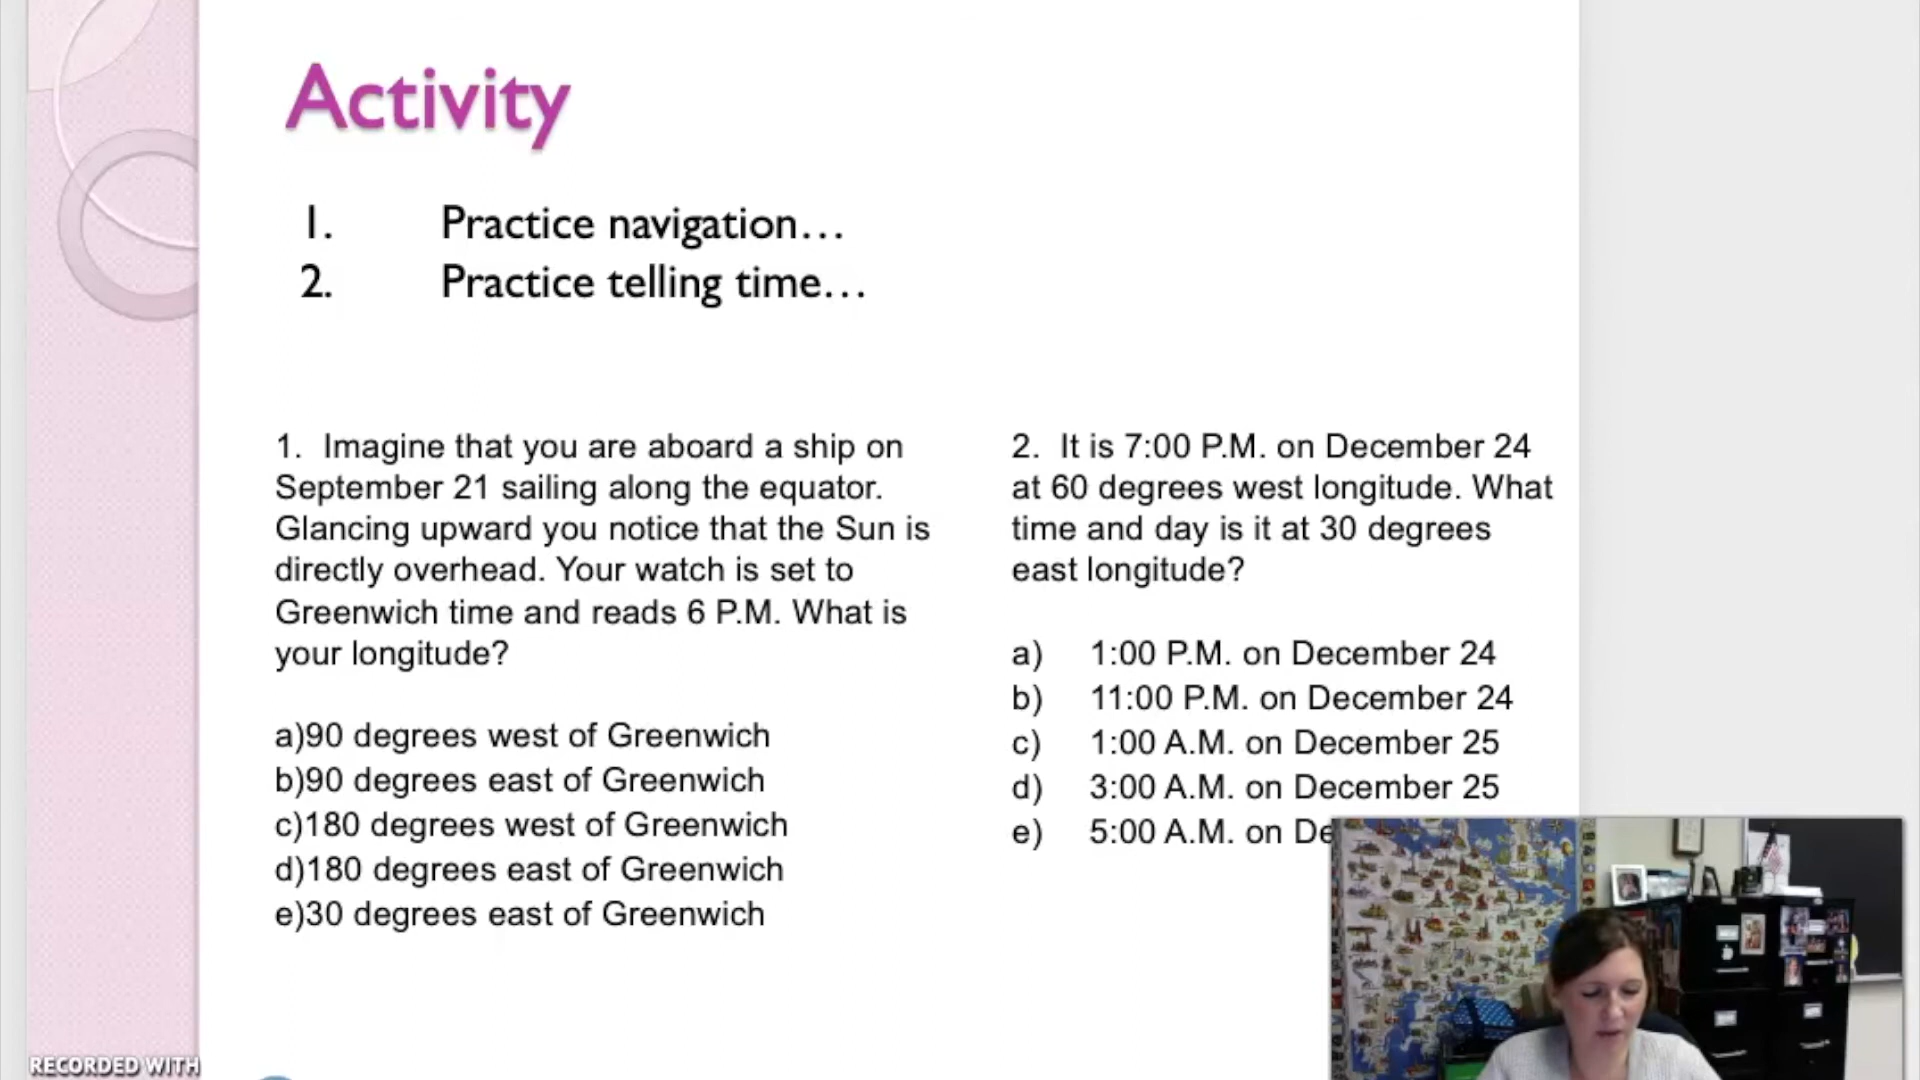 Activity
1. Practice navigation…
2. Practice telling time…
1. Imagine that you are aboard a ship on
September 21 sailing along the equator.
Glancing upward you notice that the Sun is
directly overhead. Your watch is set to
Greenwich time and reads 6 P.M. What is
your longitude?
a)90 degrees west of Greenwich
b)90 degrees east of Greenwich
c)180 degrees west of Greenwich
d)180 degrees east of Greenwich
e)30 degrees east of Greenwich
2. It is 7:00 P.M. on December 24
at 60 degrees west longitude. What
time and day is it at 30 degrees
east longitude?
a) 1:00 P.M. on December 24
b) 11:00 P.M. on December 24
c) 1:00 A.M. on December 25
d) 3:00 A.M. on December 25
e) 5:00 A.M. on De
RECORDED WITH